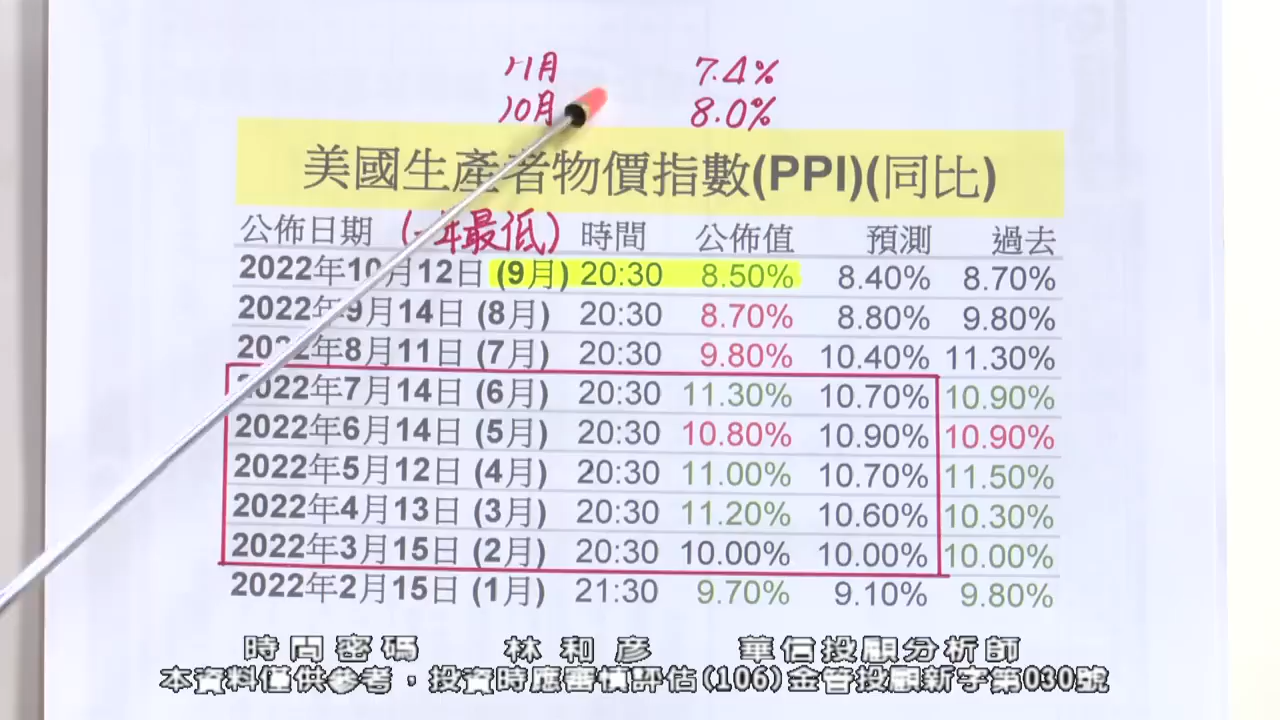 11月 7.4%
10月 8.0%
美國生產者物價指數(PPI)(同比)
公佈日期 (一年最低) 時間 公佈值 預測 過去
2022年10月12日 (9月) 20:30 8.50% 8.40% 8.70%
2022年9月14日 (8月) 20:30 8.70% 8.80% 9.80%
2022年8月11日 (7月) 20:30 9.80% 10.40% 11.30%
2022年7月14日 (6月) 20:30 11.30% 10.70% 10.90%
2022年6月14日 (5月) 20:30 10.80% 10.90% 10.90%
2022年5月12日 (4月) 20:30 11.00% 10.70% 11.50%
2022年4月13日 (3月) 20:30 11.20% 10.60% 10.30%
2022年3月15日 (2月) 20:30 10.00% 10.00% 10.00%
2022年2月15日 (1月) 21:30 9.70% 9.10% 9.80%
時間密碼 林和彥 華信投顧分析師
本資料僅供參考，投資時應審慎評估(106)金管投顧新字第030號